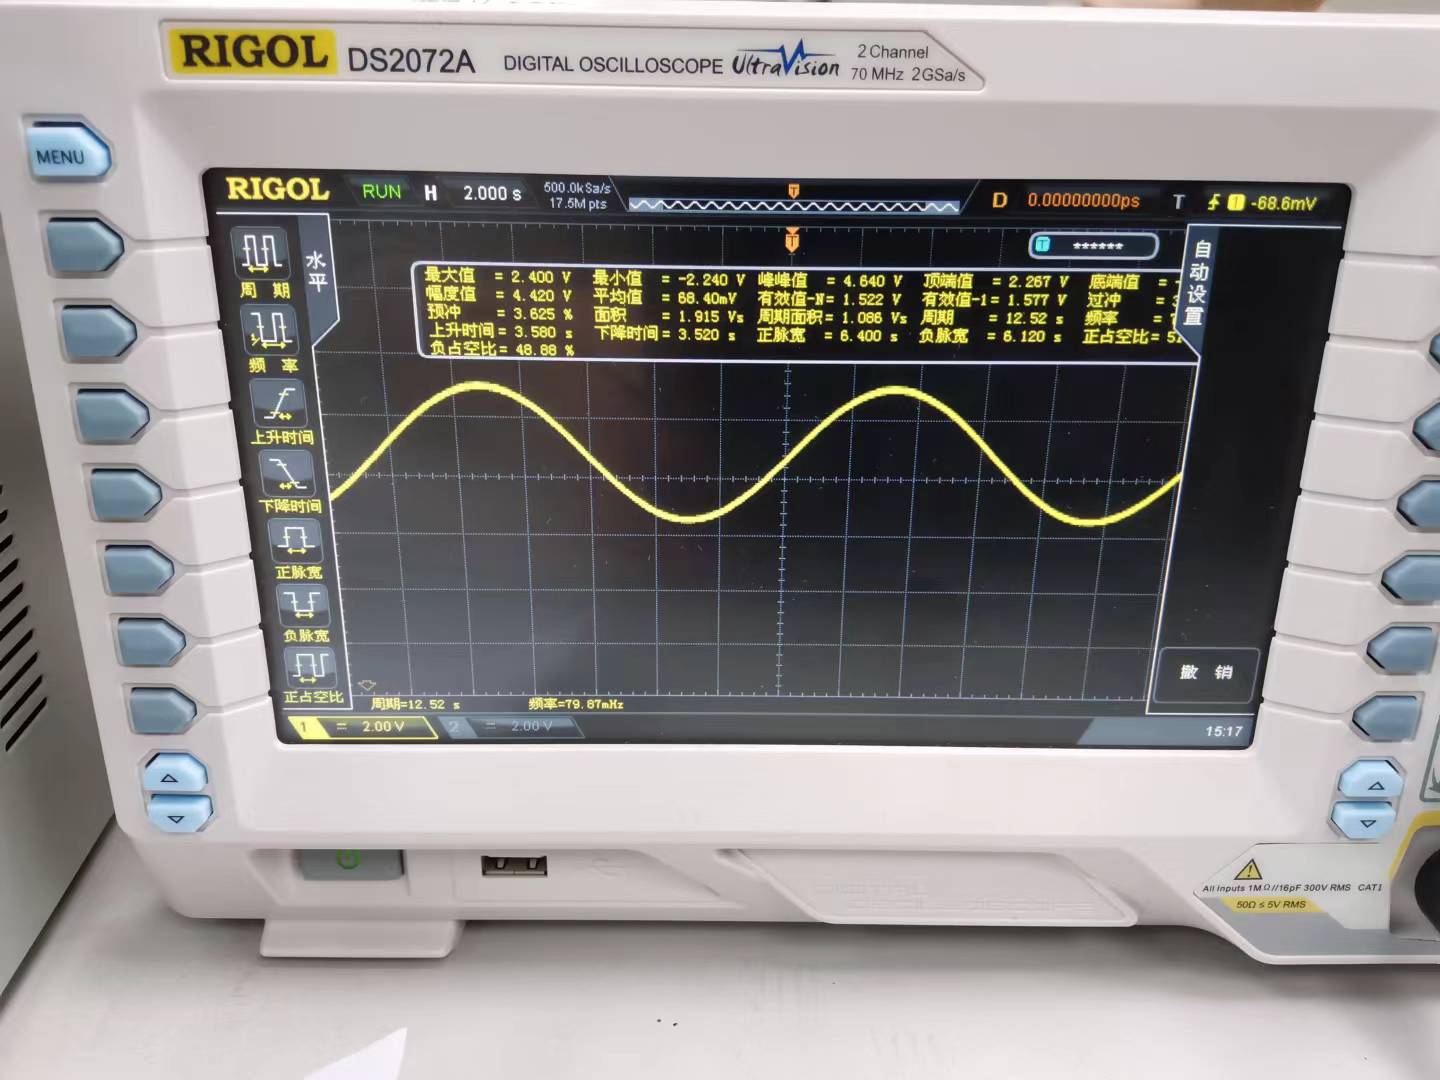 RIGOL DS2072A DIGITAL OSCILLOSCOPE UltraVision 2 Channel
70 MHz 2GSa/s
MENU
RIGOL RUN H 2.000 s 500.0kSa/s
17.5M pts
T
D 0.00000000ps T 1 -68.6mV
T
T ******
水平
自动设置
周 期
频 率
上升时间
下降时间
正脉宽
负脉宽
正占空比
最大值 = 2.400 V 最小值 = -2.240 V 峰峰值 = 4.640 V 顶端值 = 2.267 V 底端值 = -
幅度值 = 4.420 V 平均值 = 68.40mV 有效值-N= 1.522 V 有效值-1= 1.577 V 过冲 =
预冲 = 3.625 % 面积 = 1.915 Vs 周期面积= 1.086 Vs 周期 = 12.52 s 频率 =
上升时间= 3.580 s 下降时间= 3.520 s 正脉宽 = 6.400 s 负脉宽 = 6.120 s 正占空比= 51
负占空比= 48.88 %
周期=12.52 s 频率=79.87mHz
1 = 2.00 V 2 = 2.00 V
撤 销
15:17
All Inputs 1MΩ//16pF 300V RMS CAT I
50Ω ≤ 5V RMS